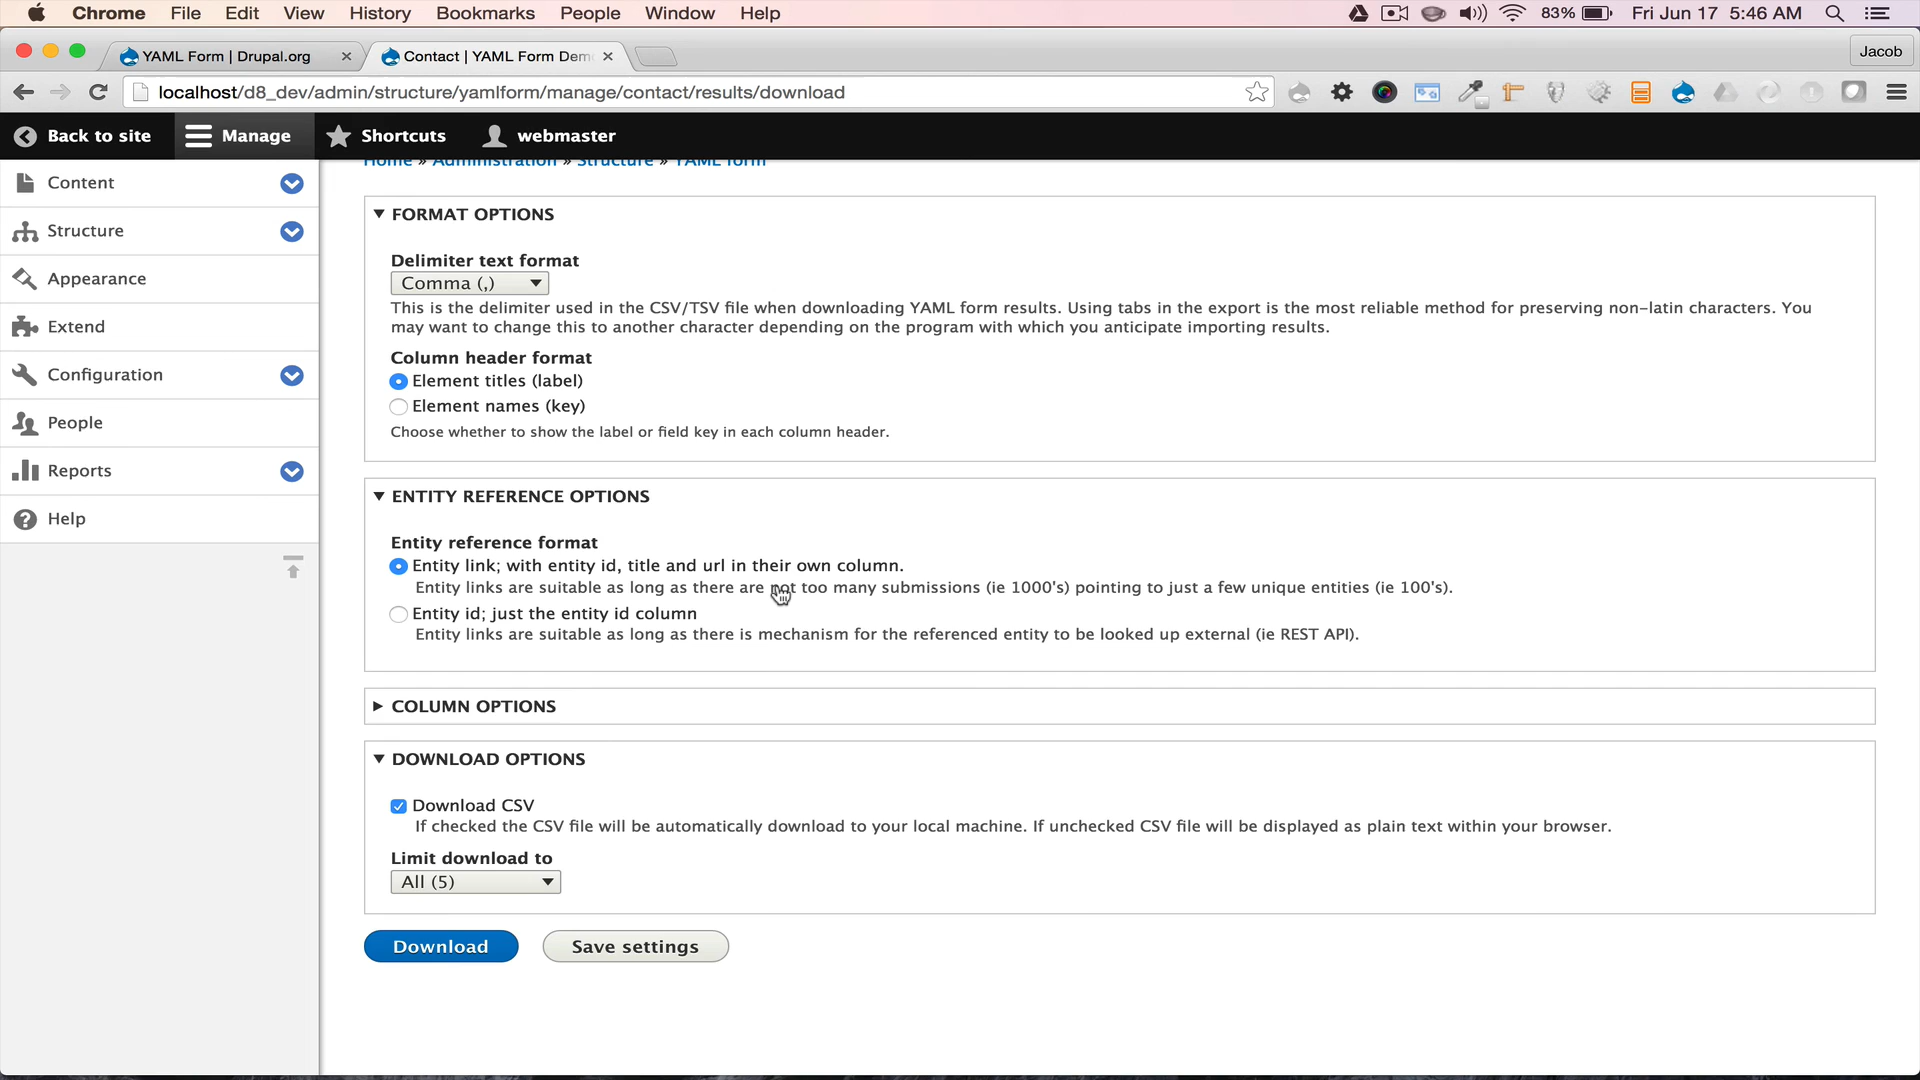 Chrome File Edit View History Bookmarks People Window Help 83% Fri Jun 17 5:46 AM
YAML Form | Drupal.org Contact | YAML Form Dem Jacob
localhost/d8_dev/admin/structure/yamlform/manage/contact/results/download
Back to site Manage Shortcuts webmaster
Home » Administration » Structure » YAML form
Content
Structure
Appearance
Extend
Configuration
People
Reports
Help
FORMAT OPTIONS
Delimiter text format
Comma (,)
This is the delimiter used in the CSV/TSV file when downloading YAML form results. Using tabs in the export is the most reliable method for preserving non-latin characters. You
may want to change this to another character depending on the program with which you anticipate importing results.
Column header format
Element titles (label)
Element names (key)
Choose whether to show the label or field key in each column header.
ENTITY REFERENCE OPTIONS
Entity reference format
Entity link; with entity id, title and url in their own column.
Entity links are suitable as long as there are not too many submissions (ie 1000's) pointing to just a few unique entities (ie 100's).
Entity id; just the entity id column
Entity links are suitable as long as there is mechanism for the referenced entity to be looked up external (ie REST API).
COLUMN OPTIONS
DOWNLOAD OPTIONS
Download CSV
If checked the CSV file will be automatically download to your local machine. If unchecked CSV file will be displayed as plain text within your browser.
Limit download to
All (5)
Download Save settings